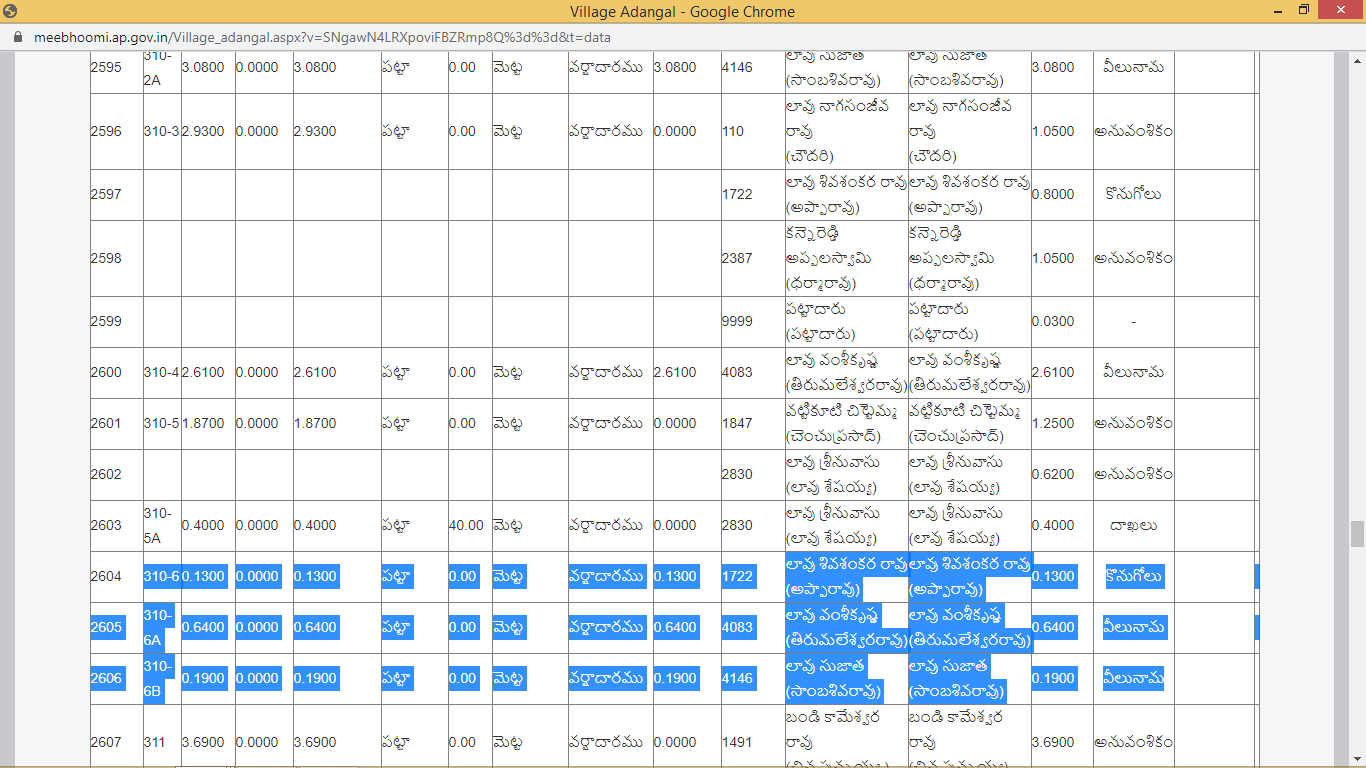 Village Adangal - Google Chrome
meebhoomi.ap.gov.in/Village_adangal.aspx?v=SNgawN4LRXpoviFBZRmp8Q%3d%3d&t=data
2595 310-2A 3.0800 0.0000 3.0800 పట్టా 0.00 మెట్ట వర్షాదారము 3.0800 4146 లావు సుజాత (సాంబశివరావు) లావు సుజాత (సాంబశివరావు) 3.0800 వీలునామ
2596 310-3 2.9300 0.0000 2.9300 పట్టా 0.00 మెట్ట వర్షాదారము 0.0000 110 లావు నాగసంజీవ రావు (చౌదరి) లావు నాగసంజీవ రావు (చౌదరి) 1.0500 అనువంశికం
2597 1722 లావు శివశంకర రావు (అప్పారావు) లావు శివశంకర రావు (అప్పారావు) 0.8000 కొనుగోలు
2598 2387 కన్నెరెడ్డి అప్పలస్వామి (ధర్మారావు) కన్నెరెడ్డి అప్పలస్వామి (ధర్మారావు) 1.0500 అనువంశికం
2599 9999 పట్టాదారు (పట్టాదారు) పట్టాదారు (పట్టాదారు) 0.0300 -
2600 310-4 2.6100 0.0000 2.6100 పట్టా 0.00 మెట్ట వర్షాదారము 2.6100 4083 లావు వంశీకృష్ణ (తిరుమలేశ్వరరావు) లావు వంశీకృష్ణ (తిరుమలేశ్వరరావు) 2.6100 వీలునామ
2601 310-5 1.8700 0.0000 1.8700 పట్టా 0.00 మెట్ట వర్షాదారము 0.0000 1847 వట్టికూటి చిట్టెమ్మ (చెంచుప్రసాద్) వట్టికూటి చిట్టెమ్మ (చెంచుప్రసాద్) 1.2500 అనువంశికం
2602 2830 లావు శ్రీనువాసు (లావు శేషయ్య) లావు శ్రీనువాసు (లావు శేషయ్య) 0.6200 అనువంశికం
2603 310-5A 0.4000 0.0000 0.4000 పట్టా 40.00 మెట్ట వర్షాదారము 0.0000 2830 లావు శ్రీనువాసు (లావు శేషయ్య) లావు శ్రీనువాసు (లావు శేషయ్య) 0.4000 దాఖలు
2604 310-6 0.1300 0.0000 0.1300 పట్టా 0.00 మెట్ట వర్షాదారము 0.1300 1722 లావు శివశంకర రావు (అప్పారావు) లావు శివశంకర రావు (అప్పారావు) 0.1300 కొనుగోలు
2605 310-6A 0.6400 0.0000 0.6400 పట్టా 0.00 మెట్ట వర్షాదారము 0.6400 4083 లావు వంశీకృష్ణ (తిరుమలేశ్వరరావు) లావు వంశీకృష్ణ (తిరుమలేశ్వరరావు) 0.6400 వీలునామ
2606 310-6B 0.1900 0.0000 0.1900 పట్టా 0.00 మెట్ట వర్షాదారము 0.1900 4146 లావు సుజాత (సాంబశివరావు) లావు సుజాత (సాంబశివరావు) 0.1900 వీలునామ
2607 311 3.6900 0.0000 3.6900 పట్టా 0.00 మెట్ట వర్షాదారము 0.0000 1491 బండి కామేశ్వర రావు బండి కామేశ్వర రావు 3.6900 అనువంశికం